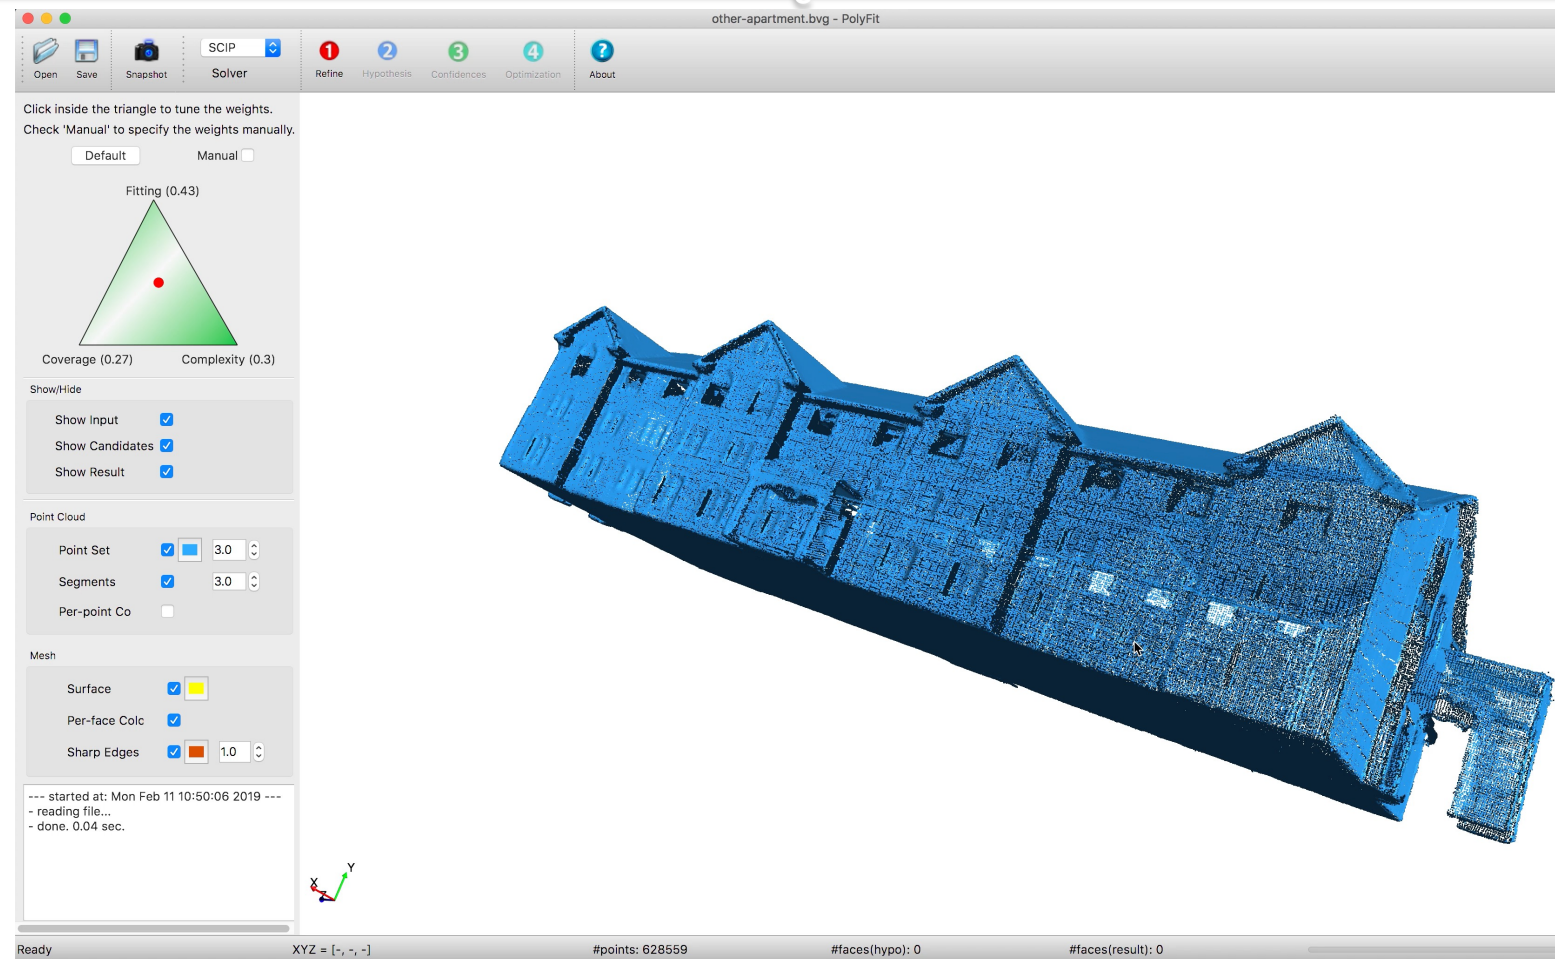 other-apartment.bvg - PolyFit
SCIP
1 2 3 4 ?
Open Save Snapshot Solver Refine Hypothesis Confidences Optimization About
Click inside the triangle to tune the weights.
Check 'Manual' to specify the weights manually.
Default Manual
Fitting (0.43)
Coverage (0.27) Complexity (0.3)
Show/Hide
Show Input
Show Candidates
Show Result
Point Cloud
Point Set 3.0
Segments 3.0
Per-point Co
Mesh
Surface
Per-face Colc
Sharp Edges 1.0
--- started at: Mon Feb 11 10:50:06 2019 ---
- reading file...
- done. 0.04 sec.
X Z Y
Ready XYZ = [-, -, -] #points: 628559 #faces(hypo): 0 #faces(result): 0